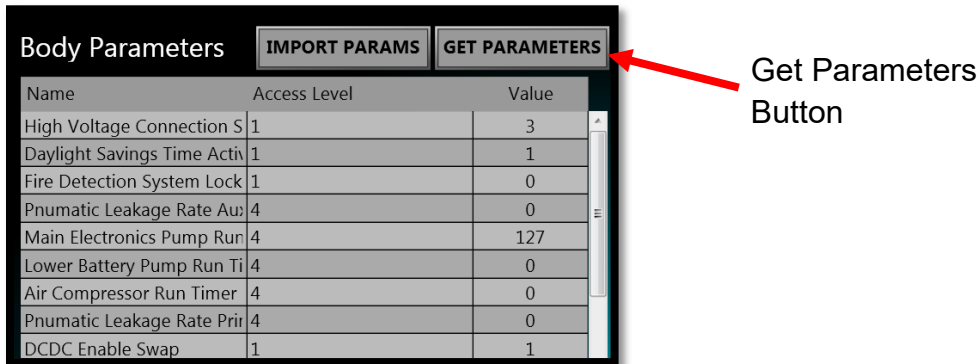 Body Parameters IMPORT PARAMS GET PARAMETERS
Name Access Level Value
High Voltage Connection S 1 3
Daylight Savings Time Activ 1 1
Fire Detection System Lock 1 0
Pnumatic Leakage Rate Aux 4 0
Main Electronics Pump Run 4 127
Lower Battery Pump Run Ti 4 0
Air Compressor Run Timer 4 0
Pnumatic Leakage Rate Prir 4 0
DCDC Enable Swap 1 1
Get Parameters
Button